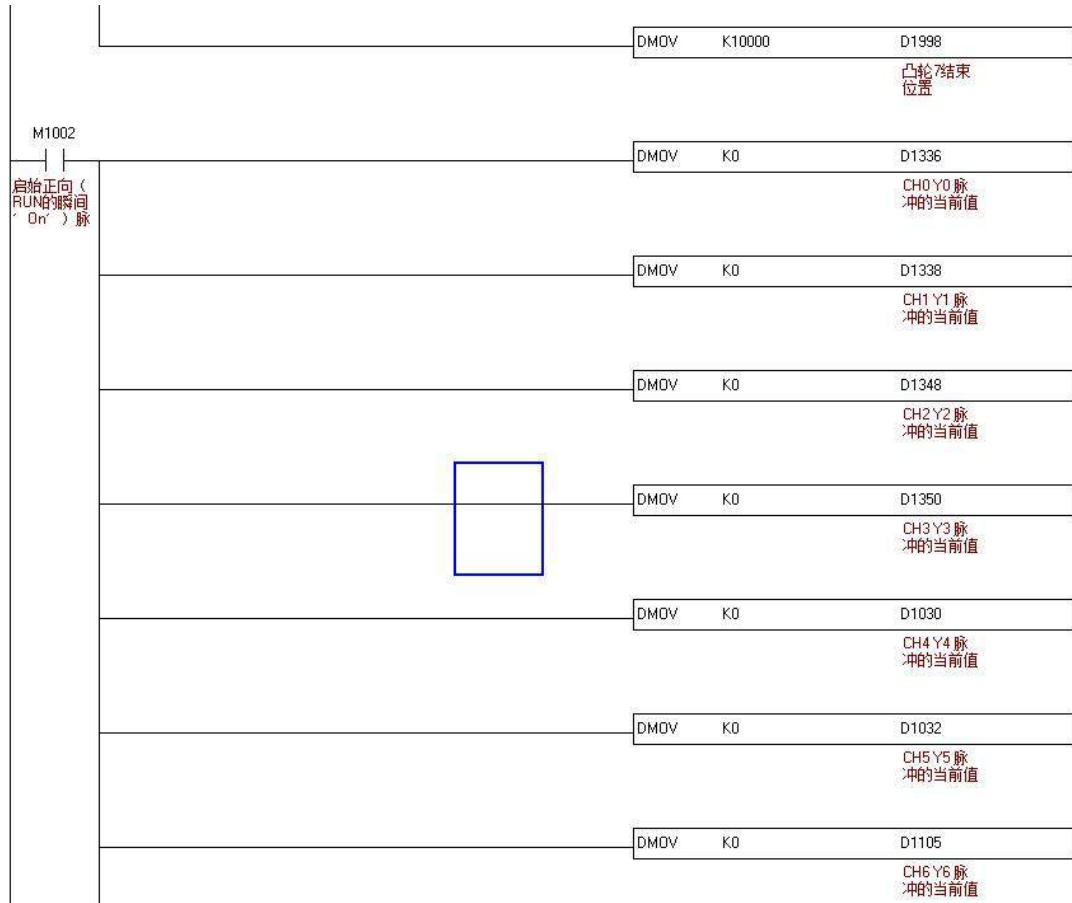 DMOV K10000 D1998
凸轮7结束
位置
M1002
启始正向（
RUN的瞬间
‘On’）脉
DMOV K0 D1336
CH0 Y0 脉
冲的当前值
DMOV K0 D1338
CH1 Y1 脉
冲的当前值
DMOV K0 D1348
CH2 Y2 脉
冲的当前值
DMOV K0 D1350
CH3 Y3 脉
冲的当前值
DMOV K0 D1030
CH4 Y4 脉
冲的当前值
DMOV K0 D1032
CH5 Y5 脉
冲的当前值
DMOV K0 D1105
CH6 Y6 脉
冲的当前值